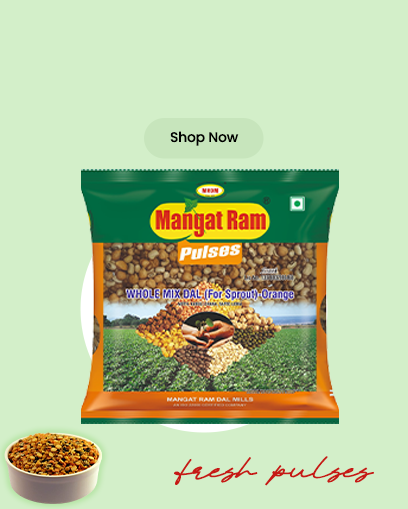 Shop Now
MRDM
Mangat Ram
Pulses
WHOLE MIX DAL (For Sprout)-Orange
MANGAT RAM DAL MILLS
fresh pulses